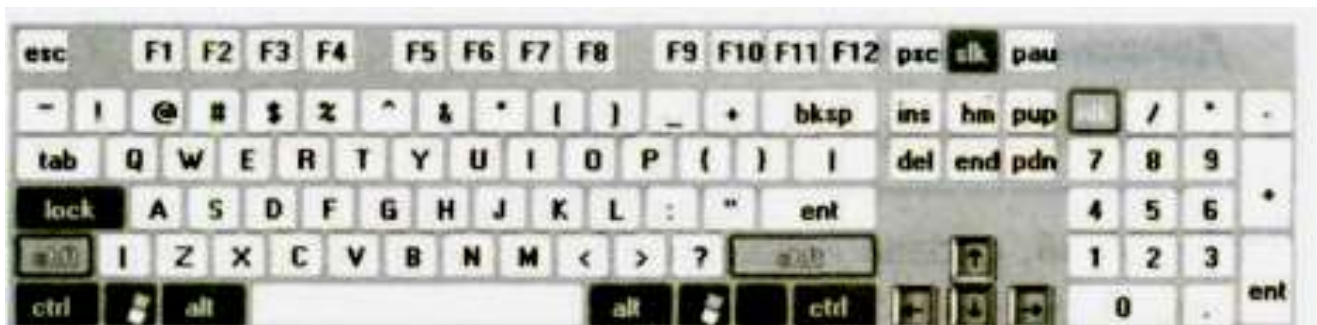 esc F1 F2 F3 F4 F5 F6 F7 F8 F9 F10 F11 F12 psc slk pau
~ ! @ # $ % ^ & * ( ) _ + bksp ins hm pup / * -
tab Q W E R T Y U I O P { } | del end pdn 7 8 9
lock A S D F G H J K L : " ent 4 5 6 +
Z X C V B N M < > ? ↑ 1 2 3 ent
ctrl alt alt ctrl ← ↓ → 0 .